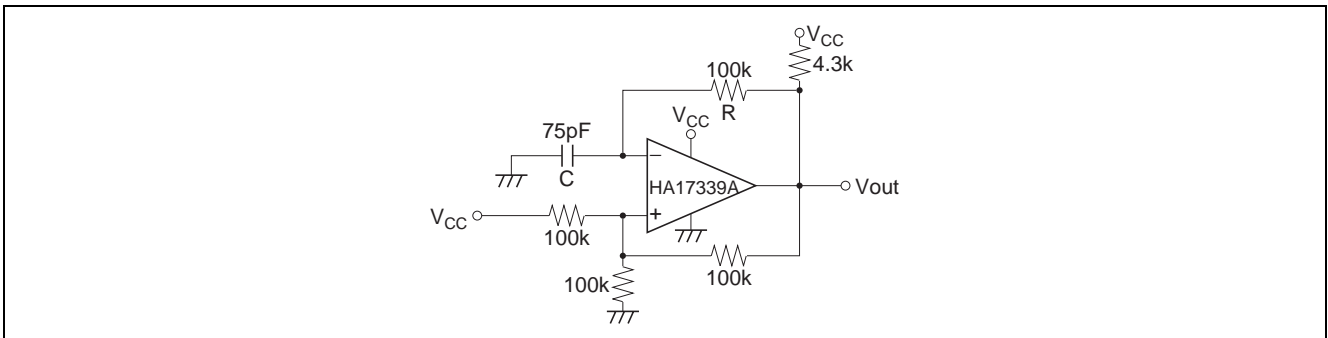 VCC
4.3k
100k
R
VCC
75pF
C
−
HA17339A
Vout
+
VCC
100k
100k
100k